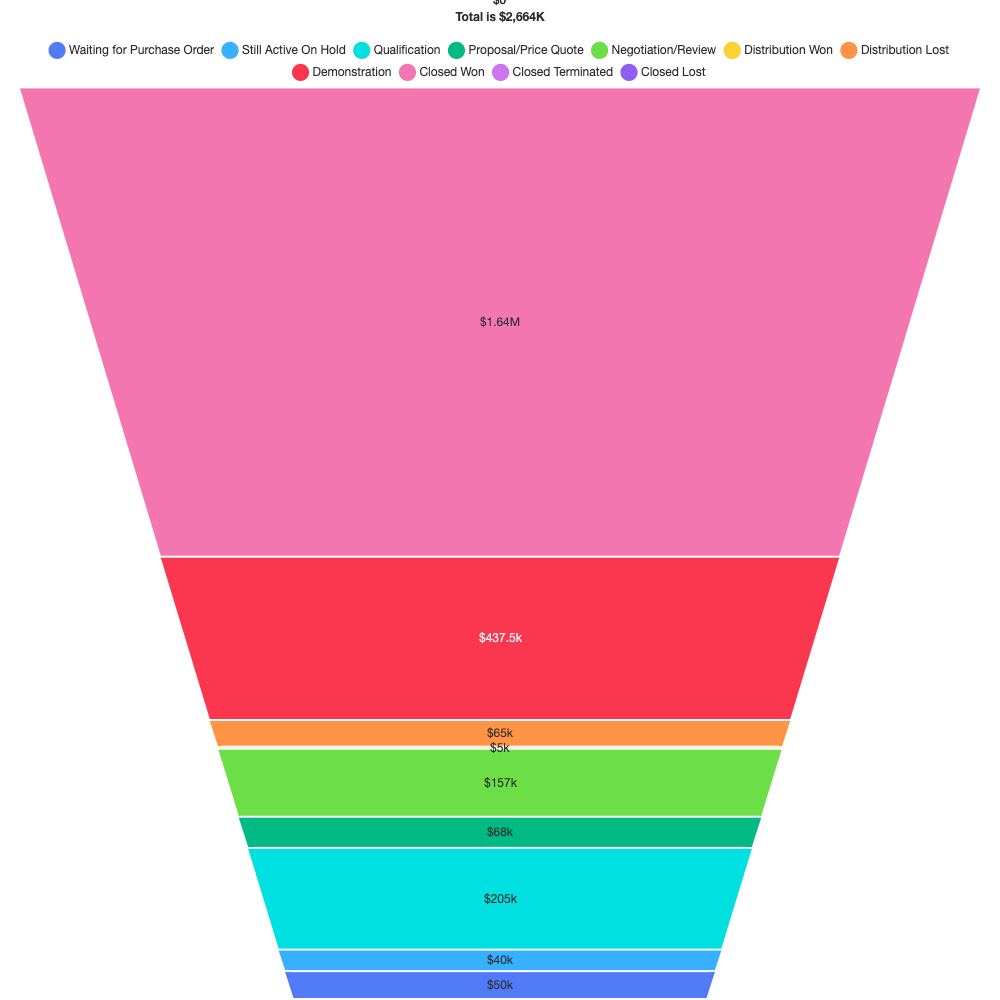 $0
Total is $2,664K
Waiting for Purchase Order Still Active On Hold Qualification Proposal/Price Quote Negotiation/Review Distribution Won Distribution Lost
Demonstration Closed Won Closed Terminated Closed Lost
$1.64M
$437.5k
$65k
$5k
$157k
$68k
$205k
$40k
$50k